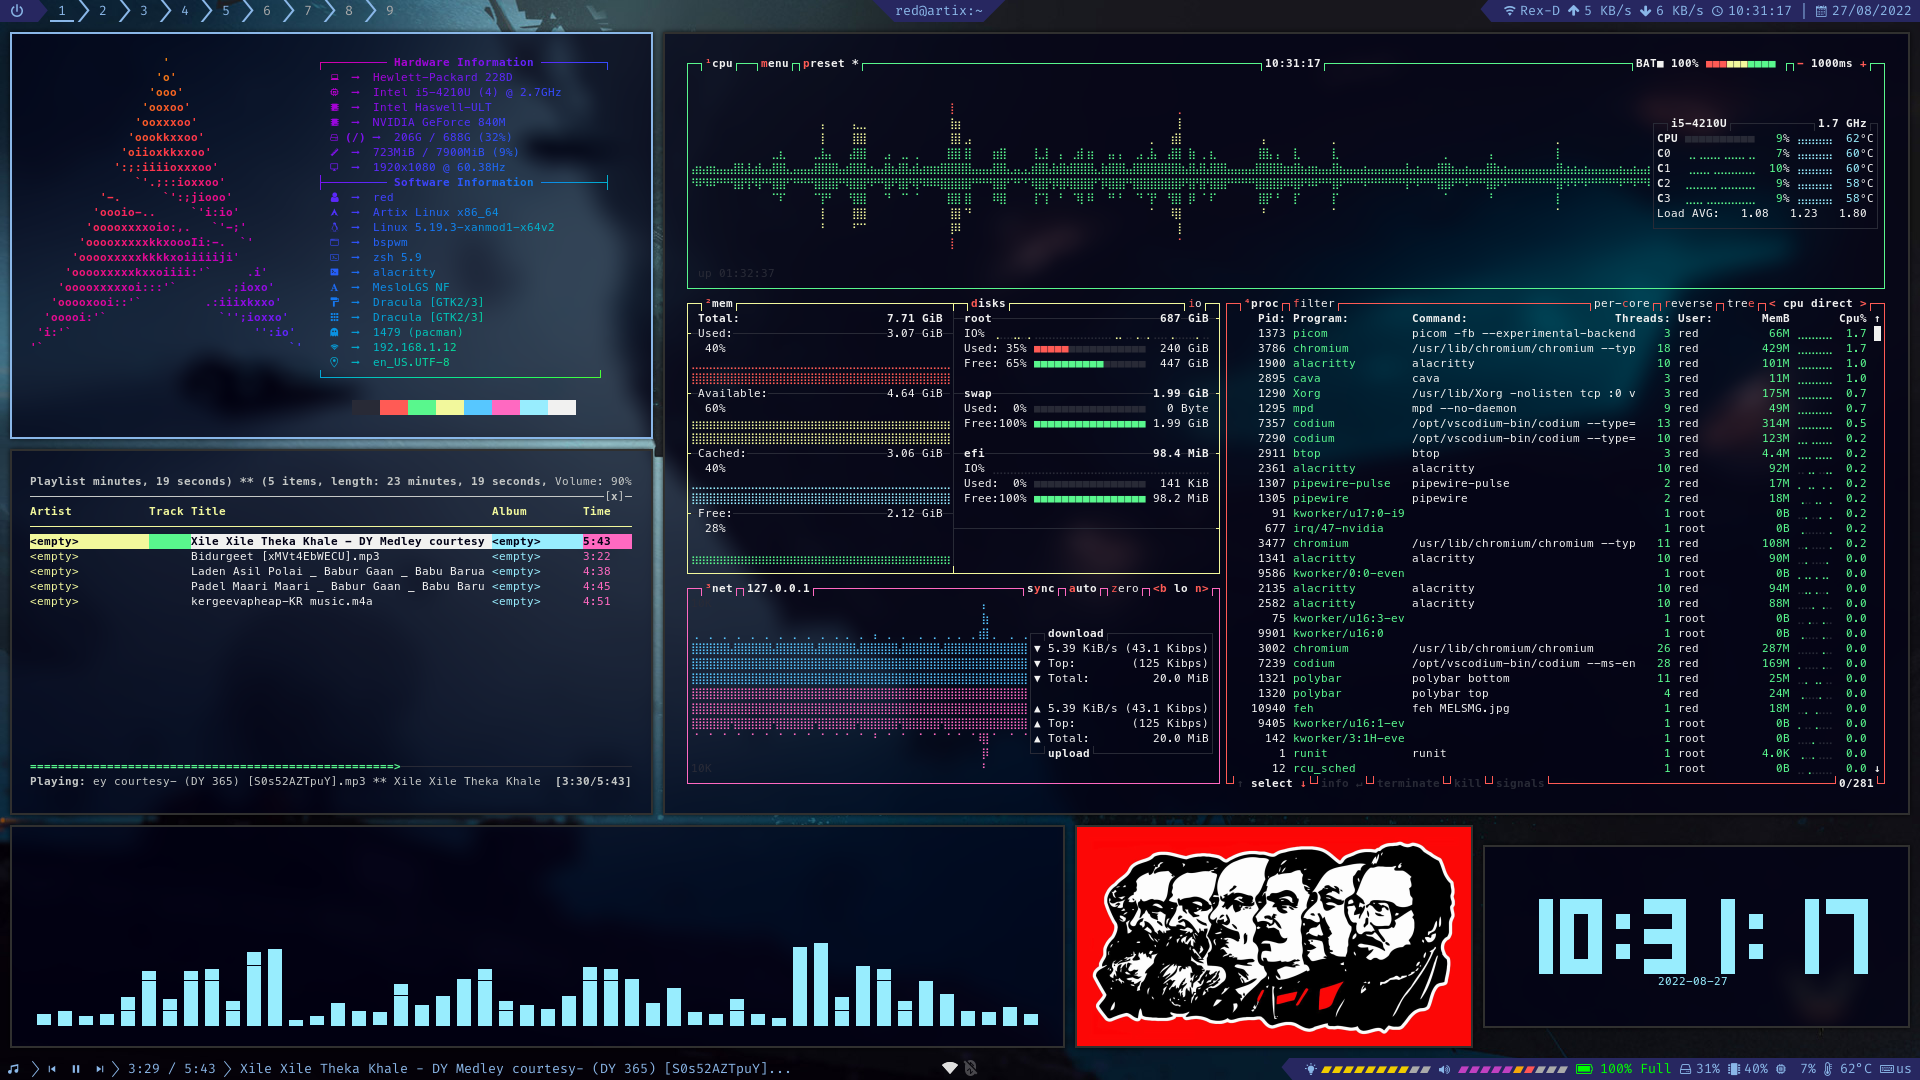 1 2 3 4 5 6 7 8 9
red@artix:~
Rex-D 5 KB/s 6 KB/s 10:31:17 | 27/08/2022
Hardware Information
Hewlett-Packard 228D
Intel i5-4210U (4) @ 2.7GHz
Intel Haswell-ULT
NVIDIA GeForce 840M
(/) → 206G / 688G (32%)
723MiB / 7900MiB (9%)
1920x1080 @ 60.38Hz
Software Information
red
Artix Linux x86_64
Linux 5.19.3-xanmod1-x64v2
bspwm
zsh 5.9
alacritty
MesloLGS NF
Dracula [GTK2/3]
Dracula [GTK2/3]
1479 (pacman)
192.168.1.12
en_US.UTF-8
Playlist minutes, 19 seconds) ** (5 items, length: 23 minutes, 19 seconds, Volume: 90%
[x]
Artist Track Title Album Time
<empty> Xile Xile Theka Khale - DY Medley courtesy <empty> 5:43
<empty> Bidurgeet [xMVt4EbWECU].mp3 <empty> 3:22
<empty> Laden Asil Polai _ Babur Gaan _ Babu Barua <empty> 4:38
<empty> Padel Maari Maari _ Babur Gaan _ Babu Baru <empty> 4:45
<empty> kergeevapheap-KR music.m4a <empty> 4:51
Playing: ey courtesy- (DY 365) [S0s52AZTpuY].mp3 ** Xile Xile Theka Khale [3:30/5:43]
¹cpu menu preset * 10:31:17 BAT■ 100% - 1000ms +
i5-4210U 1.7 GHz
CPU 9% 62°C
C0 7% 60°C
C1 10% 60°C
C2 9% 58°C
C3 9% 58°C
Load AVG: 1.08 1.23 1.80
up 01:32:37
²mem
Total: 7.71 GiB
Used: 3.07 GiB
40%
Available: 4.64 GiB
60%
Cached: 3.06 GiB
40%
Free: 2.12 GiB
28%
disks io
root 687 GiB
IO%
Used: 35% 240 GiB
Free: 65% 447 GiB
swap 1.99 GiB
Used: 0% 0 Byte
Free:100% 1.99 GiB
efi 98.4 MiB
IO%
Used: 0% 141 KiB
Free:100% 98.2 MiB
³net 127.0.0.1 sync auto zero <b lo n>
download
▼ 5.39 KiB/s (43.1 Kibps)
▼ Top: (125 Kibps)
▼ Total: 20.0 MiB
▲ 5.39 KiB/s (43.1 Kibps)
▲ Top: (125 Kibps)
▲ Total: 20.0 MiB
upload
10K
⁴proc filter per-core reverse tree < cpu direct >
Pid: Program: Command: Threads: User: MemB Cpu% ↑
1373 picom picom -fb --experimental-backend 3 red 66M 1.7
3786 chromium /usr/lib/chromium/chromium --typ 18 red 429M 1.7
1900 alacritty alacritty 10 red 101M 1.0
2895 cava cava 3 red 11M 1.0
1290 Xorg /usr/lib/Xorg -nolisten tcp :0 v 3 red 175M 0.7
1295 mpd mpd --no-daemon 9 red 49M 0.7
7357 codium /opt/vscodium-bin/codium --type= 13 red 314M 0.5
7290 codium /opt/vscodium-bin/codium --type= 10 red 123M 0.2
2911 btop btop 3 red 4.4M 0.2
2361 alacritty alacritty 10 red 92M 0.2
1307 pipewire-pulse pipewire-pulse 2 red 17M 0.2
1305 pipewire pipewire 2 red 18M 0.2
91 kworker/u17:0-i9 1 root 0B 0.2
677 irq/47-nvidia 1 root 0B 0.2
3477 chromium /usr/lib/chromium/chromium --typ 11 red 108M 0.2
1341 alacritty alacritty 10 red 90M 0.0
9586 kworker/0:0-even 1 root 0B 0.0
2135 alacritty alacritty 10 red 94M 0.0
2582 alacritty alacritty 10 red 88M 0.0
75 kworker/u16:3-ev 1 root 0B 0.0
9901 kworker/u16:0 1 root 0B 0.0
3002 chromium /usr/lib/chromium/chromium 26 red 287M 0.0
7239 codium /opt/vscodium-bin/codium --ms-en 28 red 169M 0.0
1321 polybar polybar bottom 11 red 25M 0.0
1320 polybar polybar top 4 red 24M 0.0
10940 feh feh MELSMG.jpg 1 red 18M 0.0
9405 kworker/u16:1-ev 1 root 0B 0.0
142 kworker/3:1H-eve 1 root 0B 0.0
1 runit runit 1 root 4.0K 0.0
12 rcu_sched 1 root 0B 0.0 ↓
↑ select ↓ info ↵ terminate kill signals 0/281
10:31:17
2022-08-27
3:29 / 5:43 Xile Xile Theka Khale - DY Medley courtesy- (DY 365) [S0s52AZTpuY]...
100% Full 31% 40% 7% 62°C us